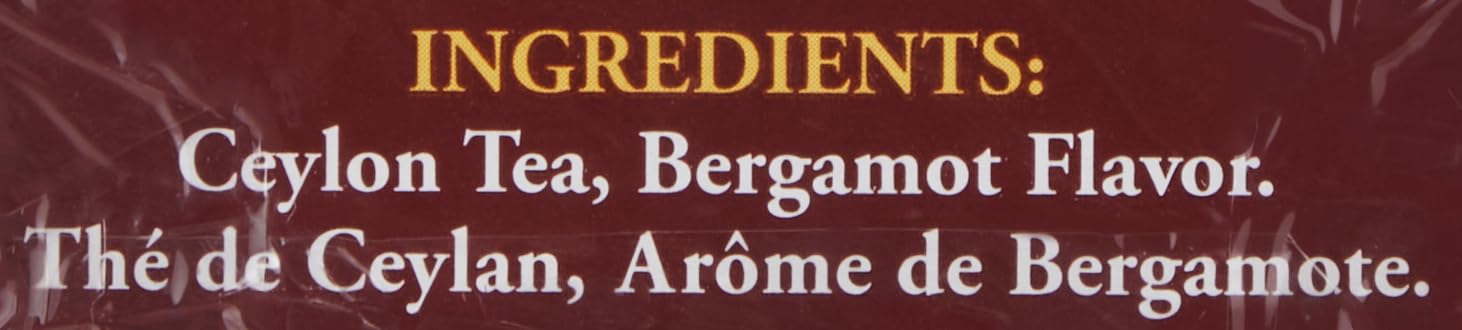 INGREDIENTS:
Ceylon Tea, Bergamot Flavor.
Thé de Ceylan, Arôme de Bergamote.